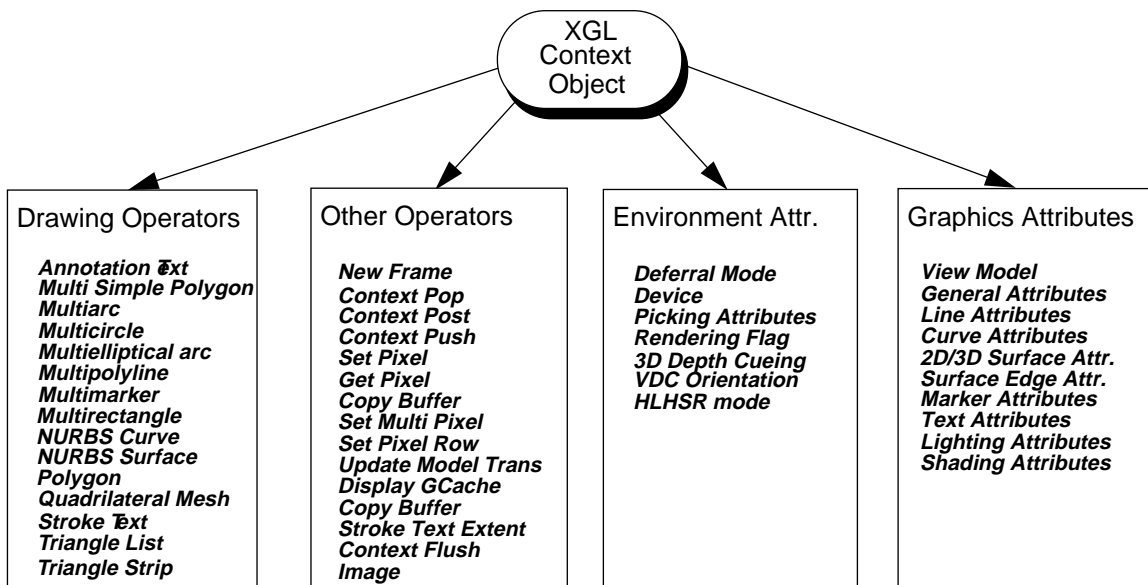 XGL
Context
Object
Drawing Operators
Annotation Text
Multi Simple Polygon
Multiarc
Multicircle
Multielliptical arc
Multipolyline
Multimarker
Multirectangle
NURBS Curve
NURBS Surface
Polygon
Quadrilateral Mesh
Stroke Text
Triangle List
Triangle Strip
Other Operators
New Frame
Context Pop
Context Post
Context Push
Set Pixel
Get Pixel
Copy Buffer
Set Multi Pixel
Set Pixel Row
Update Model Trans
Display GCache
Copy Buffer
Stroke Text Extent
Context Flush
Image
Environment Attr.
Deferral Mode
Device
Picking Attributes
Rendering Flag
3D Depth Cueing
VDC Orientation
HLHSR mode
Graphics Attributes
View Model
General Attributes
Line Attributes
Curve Attributes
2D/3D Surface Attr.
Surface Edge Attr.
Marker Attributes
Text Attributes
Lighting Attributes
Shading Attributes